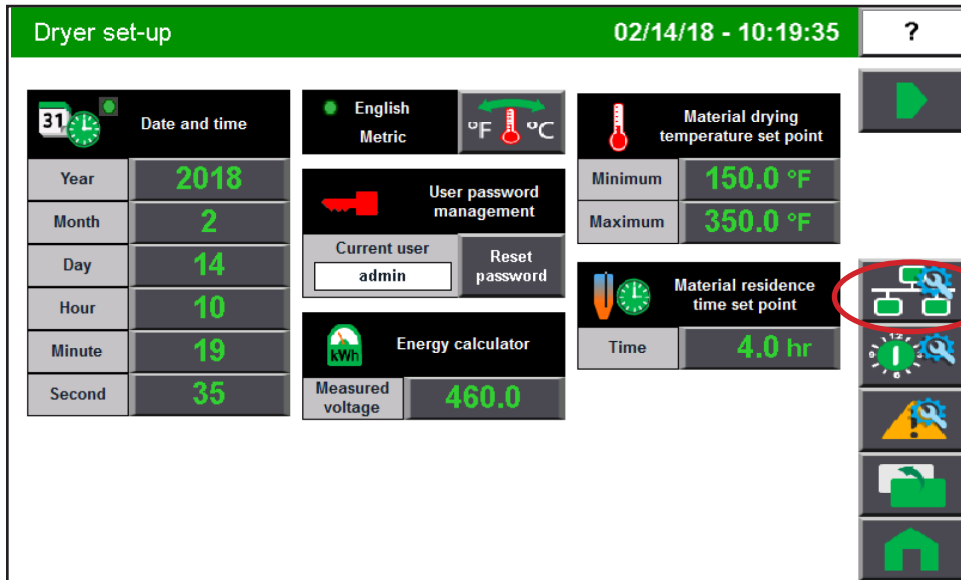 Dryer set-up
02/14/18 - 10:19:35
?
31
Date and time
Year
2018
Month
2
Day
14
Hour
10
Minute
19
Second
35
English
Metric
°F
°C
User password
management
Current user
admin
Reset
password
kWh
Energy calculator
Measured
voltage
460.0
Material drying
temperature set point
Minimum
150.0 °F
Maximum
350.0 °F
Material residence
time set point
Time
4.0 hr
12
6